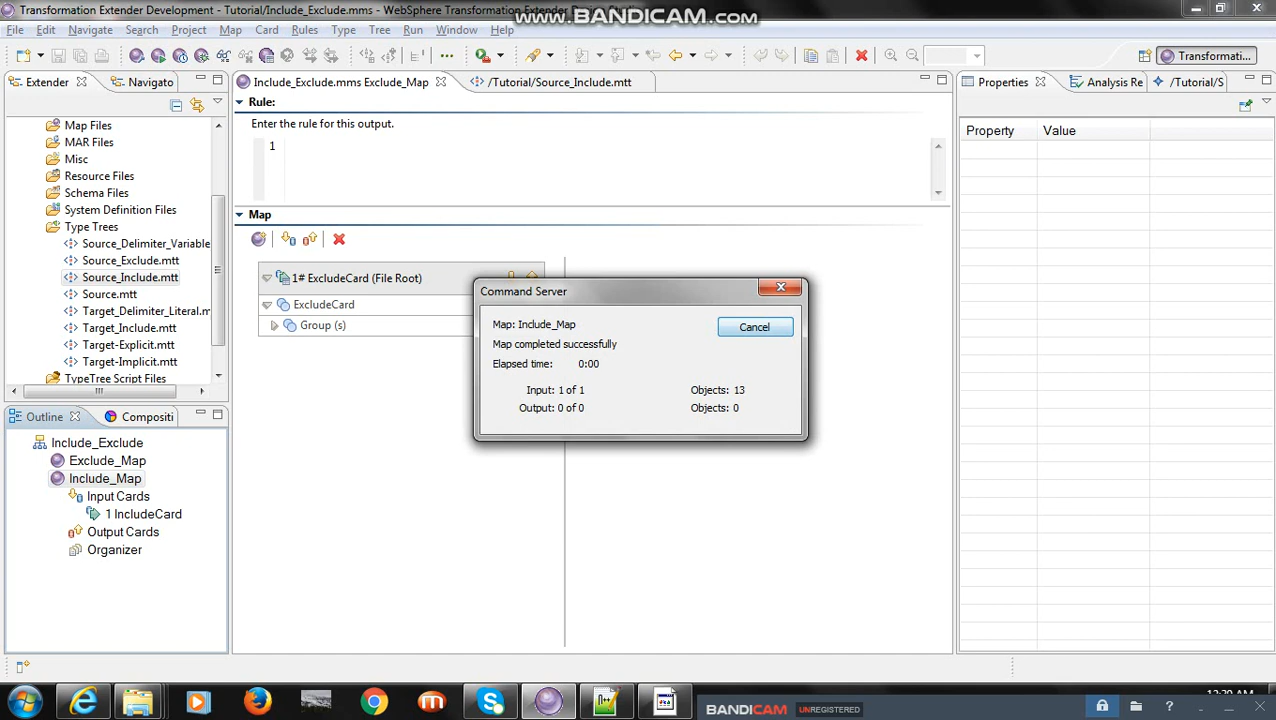 Transformation Extender Development - Tutorial/Include_Exclude.mms - WebSphere Transformation Extender De
www.BANDICAM.com
File Edit Navigate Search Project Map Card Rules Type Tree Run Window Help
Transformati...
Extender
Navigato
Include_Exclude.mms Exclude_Map
/Tutorial/Source_Include.mtt
Properties
Analysis Re
/Tutorial/S
Rule:
Enter the rule for this output.
1
Property Value
Map Files
MAR Files
Misc
Resource Files
Schema Files
System Definition Files
Type Trees
Source_Delimiter_Variable
Source_Exclude.mtt
Source_Include.mtt
Source.mtt
Target_Delimiter_Literal.m
Target_Include.mtt
Target-Explicit.mtt
Target-Implicit.mtt
TypeTree Script Files
Map
1# ExcludeCard (File Root)
ExcludeCard
Group (s)
Command Server
Map: Include_Map
Cancel
Map completed successfully
Elapsed time: 0:00
Input: 1 of 1 Objects: 13
Output: 0 of 0 Objects: 0
Outline
Compositi
Include_Exclude
Exclude_Map
Include_Map
Input Cards
1 IncludeCard
Output Cards
Organizer
BANDICAM UNREGISTERED